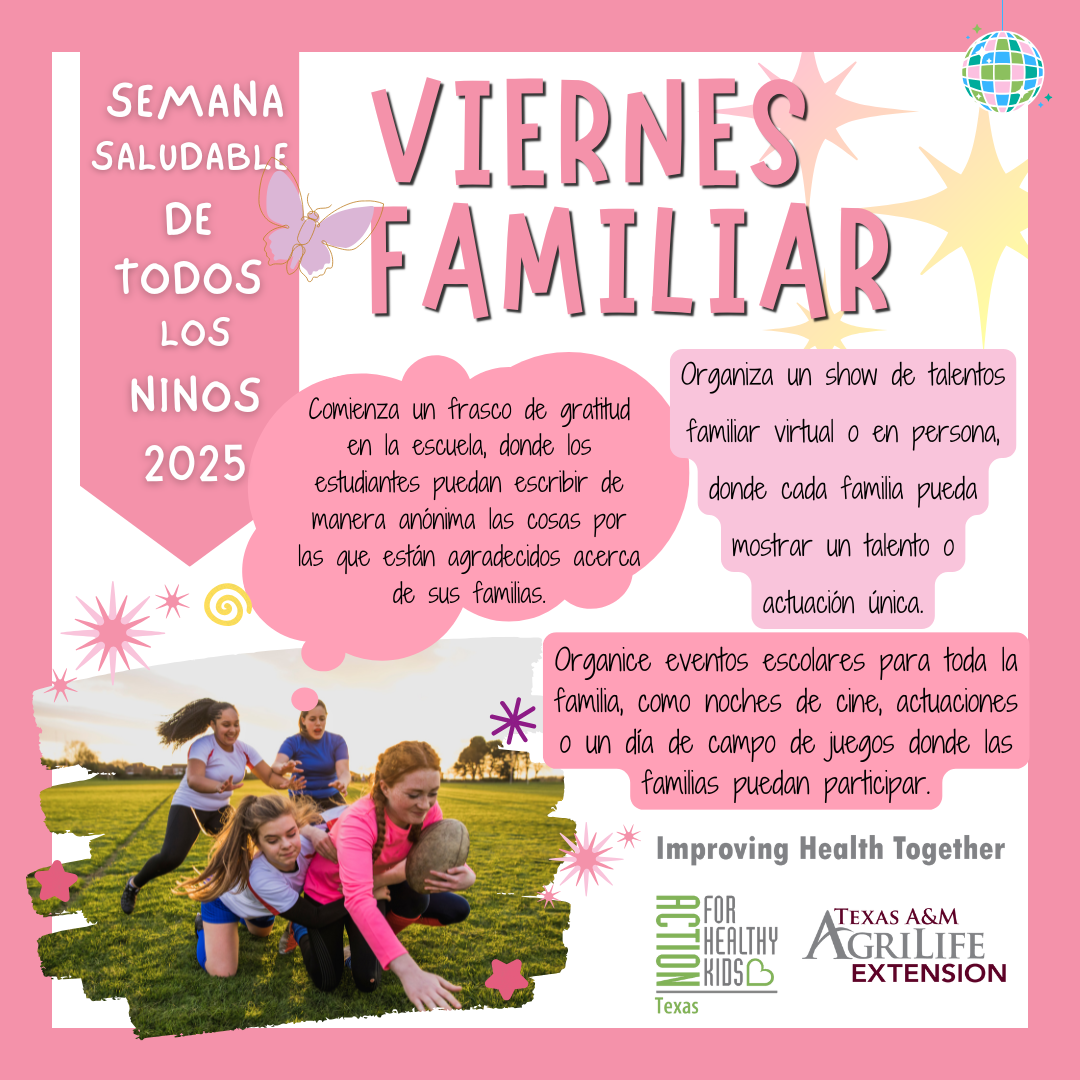 SEMANA
SALUDABLE
DE
TODOS
LOS
NINOS
2025
VIERNES
FAMILIAR
Comienza un frasco de gratitud
en la escuela, donde los
estudiantes puedan escribir de
manera anónima las cosas por
las que están agradecidos acerca
de sus familias.
Organiza un show de talentos
familiar virtual o en persona,
donde cada familia pueda
mostrar un talento o
actuación única.
Organice eventos escolares para toda la
familia, como noches de cine, actuaciones
o un día de campo de juegos donde las
familias puedan participar.
Improving Health Together
ACTION
FOR
HEALTHY
KIDS
Texas
TEXAS A&M
AGRILIFE
EXTENSION